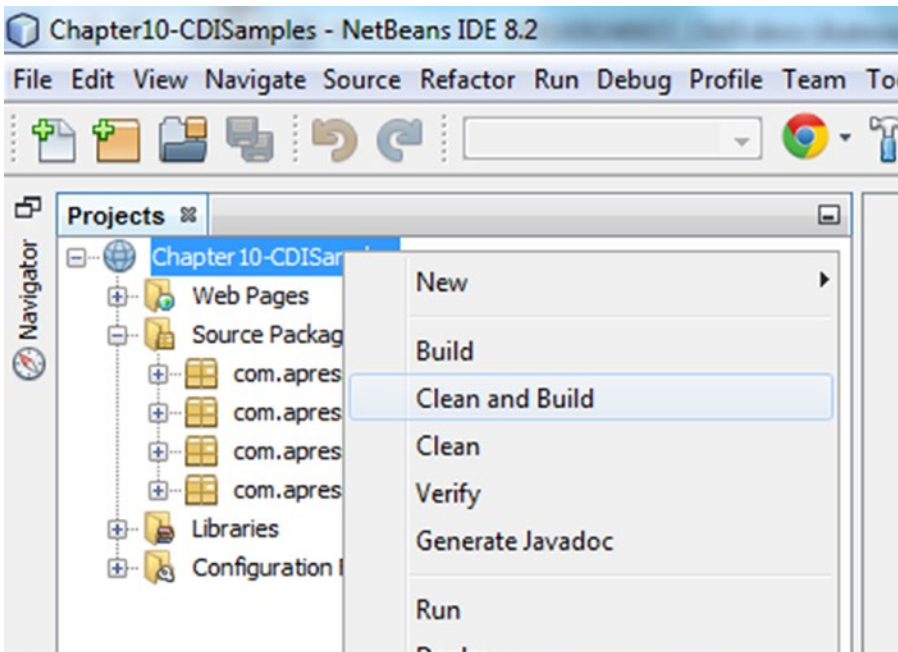 Chapter10-CDISamples - NetBeans IDE 8.2
File Edit View Navigate Source Refactor Run Debug Profile Team To
Projects
Navigator
Chapter10-CDISam
New
Web Pages
Source Packag
Build
com.apres
Clean and Build
com.apres
com.apres
Clean
com.apres
Verify
Libraries
Generate Javadoc
Configuration
Run